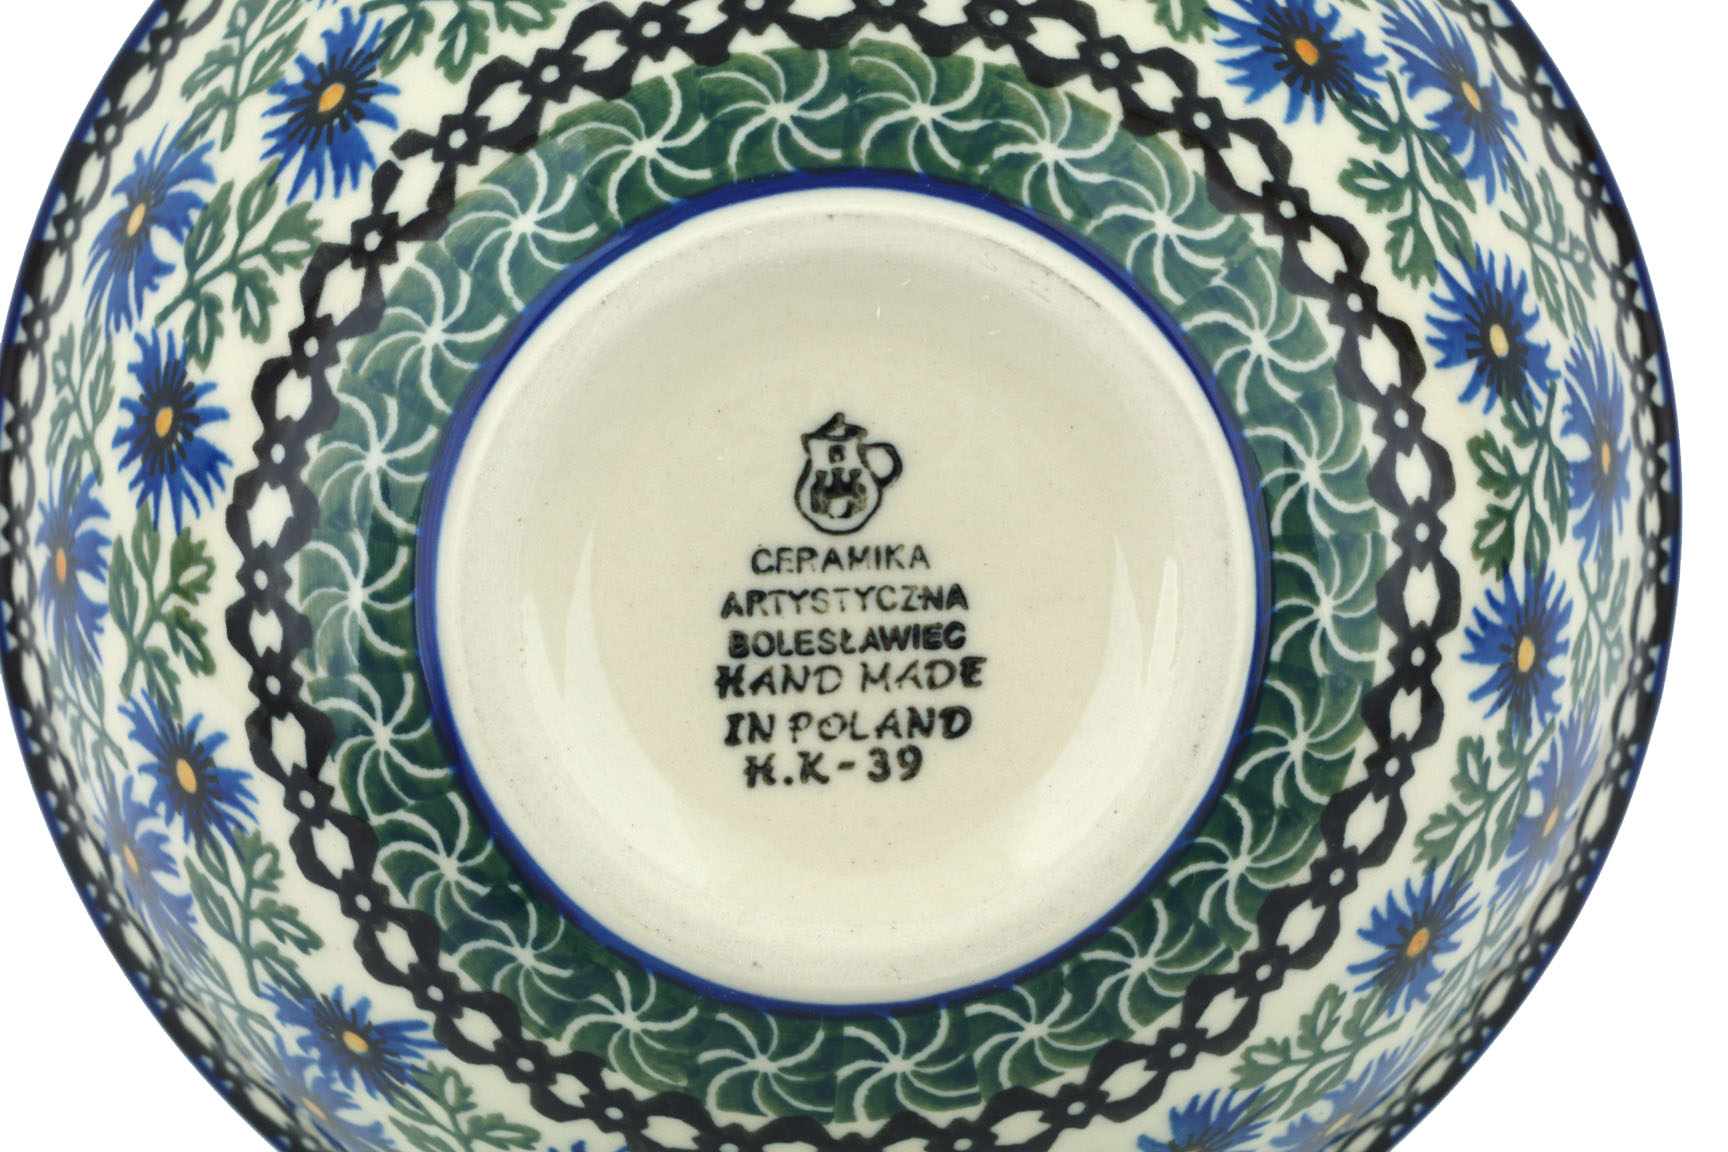 CERAMIKA
ARTYSTYCZNA
BOLESŁAWIEC
HAND MADE
IN POLAND
H.K-39